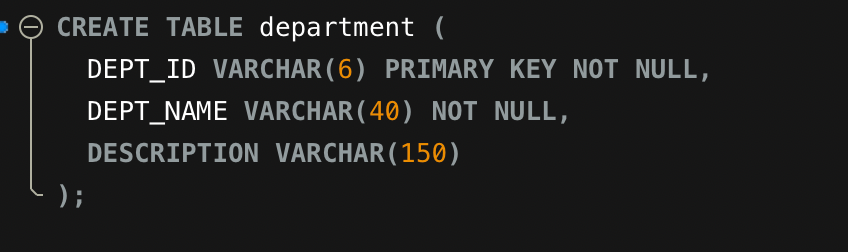 CREATE TABLE department (
DEPT_ID VARCHAR(6) PRIMARY KEY NOT NULL,
DEPT_NAME VARCHAR(40) NOT NULL,
DESCRIPTION VARCHAR(150)
);